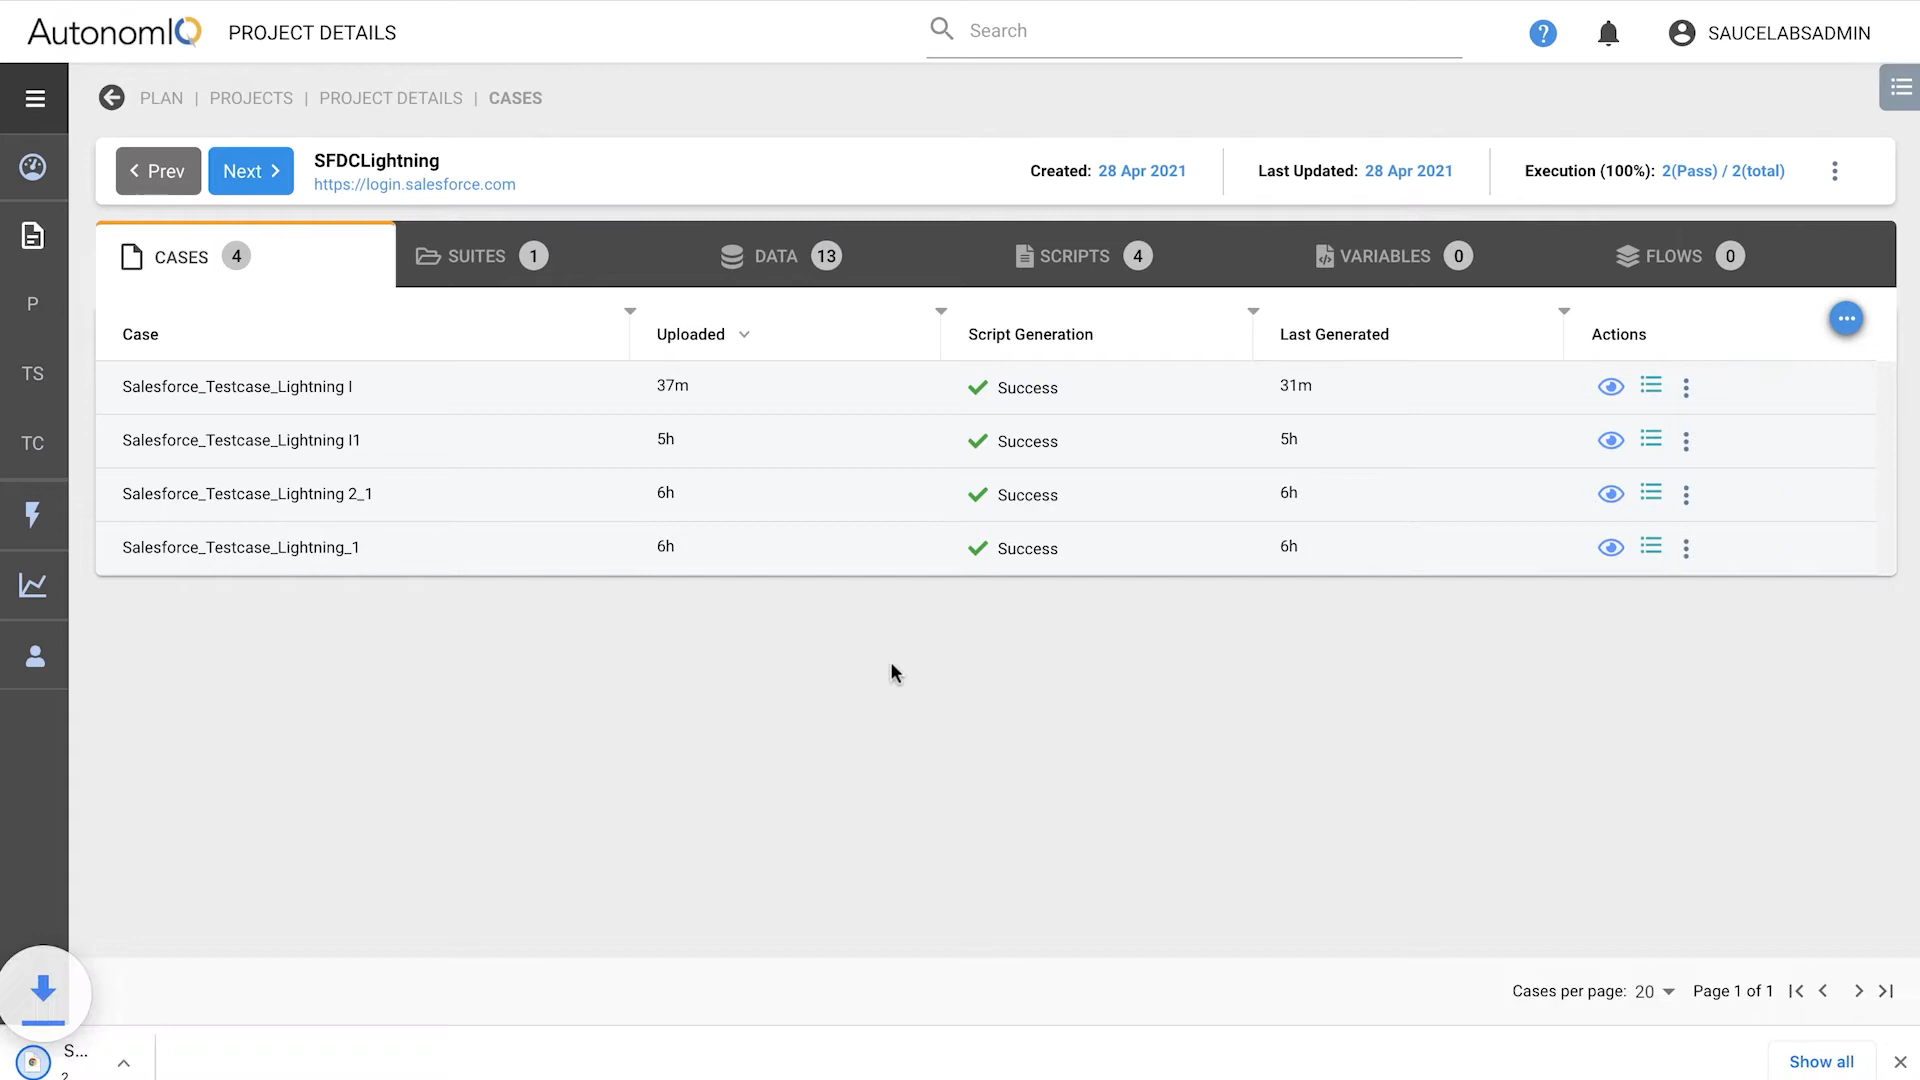 AutonomIQ PROJECT DETAILS Search ? SAUCELABSADMIN
PLAN | PROJECTS | PROJECT DETAILS | CASES
Prev Next SFDCLightning
https://login.salesforce.com
Created: 28 Apr 2021 Last Updated: 28 Apr 2021 Execution (100%): 2(Pass) / 2(total)
CASES 4 SUITES 1 DATA 13 SCRIPTS 4 VARIABLES 0 FLOWS 0
Case Uploaded Script Generation Last Generated Actions
Salesforce_Testcase_Lightning I 37m Success 31m
Salesforce_Testcase_Lightning I1 5h Success 5h
Salesforce_Testcase_Lightning 2_1 6h Success 6h
Salesforce_Testcase_Lightning_1 6h Success 6h
P
TS
TC
Cases per page: 20 Page 1 of 1
S...
2
Show all